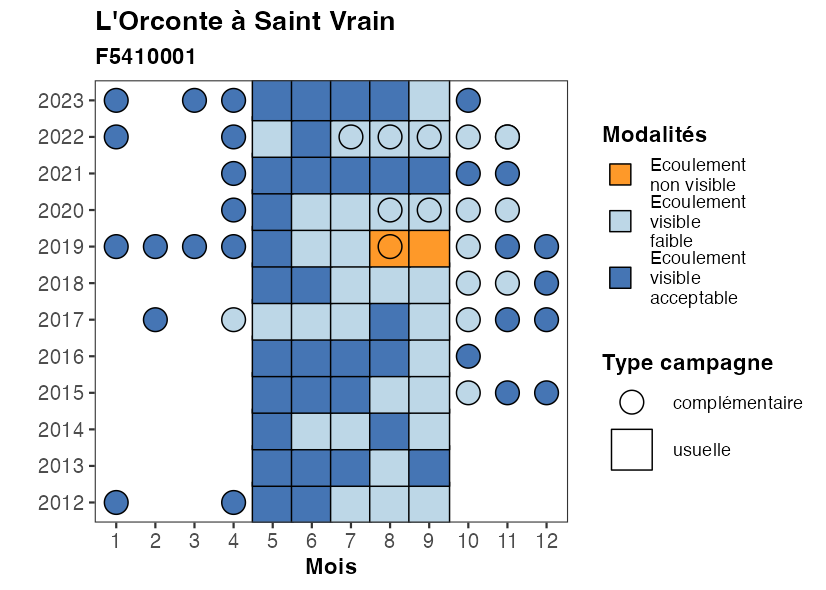 L'Orconte à Saint Vrain
F5410001
2023
2022
2021
2020
2019
2018
2017
2016
2015
2014
2013
2012
1 2 3 4 5 6 7 8 9 10 11 12
Mois
Modalités
Ecoulement
non visible
Ecoulement
visible
faible
Ecoulement
visible
acceptable
Type campagne
complémentaire
usuelle